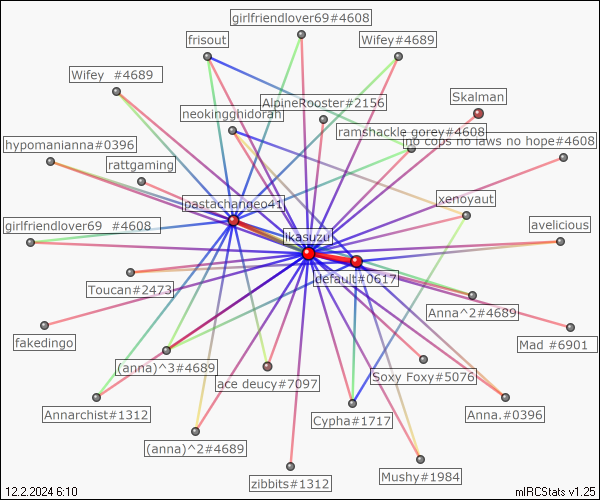 girlfriendlover69#4608
frisout
Wifey#4689
Wifey #4689
AlpineRooster#2156
Skalman
neokingghidorah
ramshackle gorey#4608
no cops no laws no hope#4608
hypomanianna#0396
rattgaming
pastachangeo41
xenoyaut
girlfriendlover69 #4608
ikasuzu
avelicious
default#0617
Toucan#2473
Anna^2#4689
fakedingo
Mad #6901
(anna)^3#4689
ace deucy#7097
Soxy Foxy#5076
Annarchist#1312
Cypha#1717
Anna.#0396
(anna)^2#4689
zibbits#1312
Mushy#1984
12.2.2024 6:10
mIRCStats v1.25